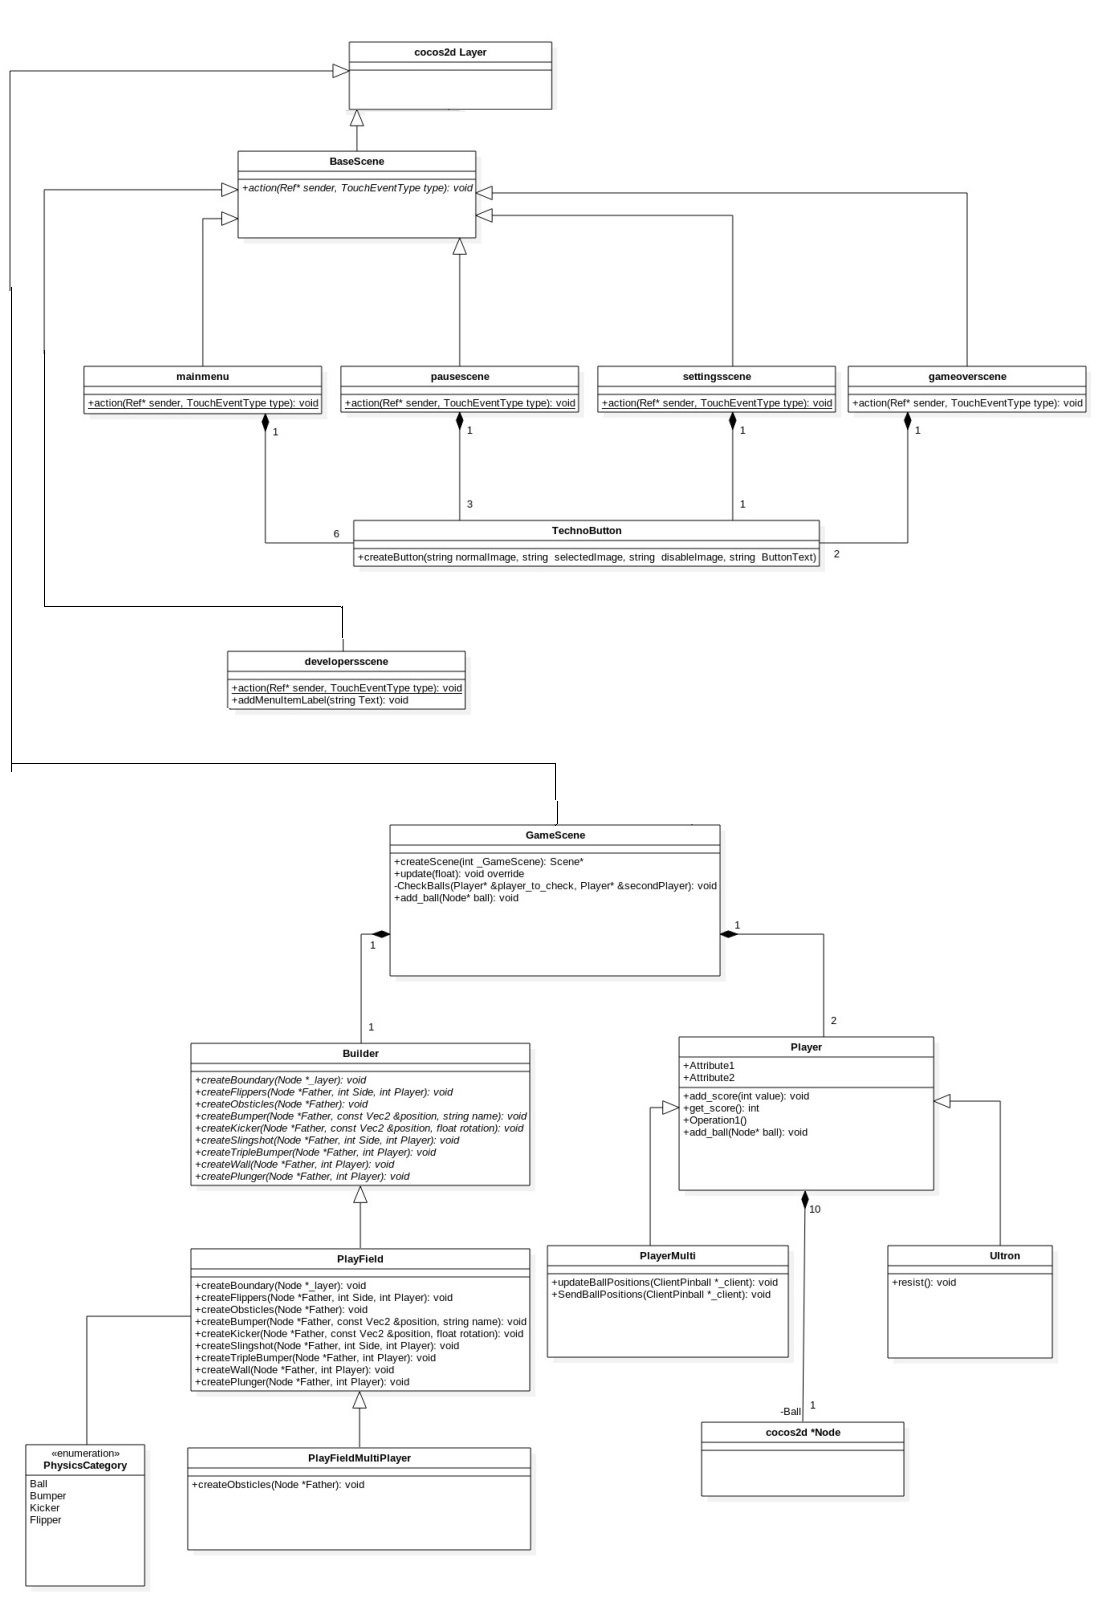 cocos2d Layer
BaseScene
+action(Ref* sender, TouchEventType type): void
mainmenu
+action(Ref* sender, TouchEventType type): void
pausescene
+action(Ref* sender, TouchEventType type): void
settingsscene
+action(Ref* sender, TouchEventType type): void
gameoverscene
+action(Ref* sender, TouchEventType type): void
1
1
1
1
6
3
1
2
TechnoButton
+createButton(string normalImage, string selectedImage, string disableImage, string ButtonText)
developersscene
+action(Ref* sender, TouchEventType type): void
+addMenuItemLabel(string Text): void
GameScene
+createScene(int _GameScene): Scene*
+update(float): void override
-CheckBalls(Player* &player_to_check, Player* &secondPlayer): void
+add_ball(Node* ball): void
1
1
1
2
Builder
+createBoundary(Node *_layer): void
+createFlippers(Node *Father, int Side, int Player): void
+createObsticles(Node *Father): void
+createBumper(Node *Father, const Vec2 &position, string name): void
+createKicker(Node *Father, const Vec2 &position, float rotation): void
+createSlingshot(Node *Father, int Side, int Player): void
+createTripleBumper(Node *Father, int Player): void
+createWall(Node *Father, int Player): void
+createPlunger(Node *Father, int Player): void
Player
+Attribute1
+Attribute2
+add_score(int value): void
+get_score(): int
+Operation1()
+add_ball(Node* ball): void
10
PlayField
+createBoundary(Node *_layer): void
+createFlippers(Node *Father, int Side, int Player): void
+createObsticles(Node *Father): void
+createBumper(Node *Father, const Vec2 &position, string name): void
+createKicker(Node *Father, const Vec2 &position, float rotation): void
+createSlingshot(Node *Father, int Side, int Player): void
+createTripleBumper(Node *Father, int Player): void
+createWall(Node *Father, int Player): void
+createPlunger(Node *Father, int Player): void
PlayerMulti
+updateBallPositions(ClientPinball *_client): void
+SendBallPositions(ClientPinball *_client): void
Ultron
+resist(): void
-Ball
1
cocos2d *Node
«enumeration»
PhysicsCategory
Ball
Bumper
Kicker
Flipper
PlayFieldMultiPlayer
+createObsticles(Node *Father): void